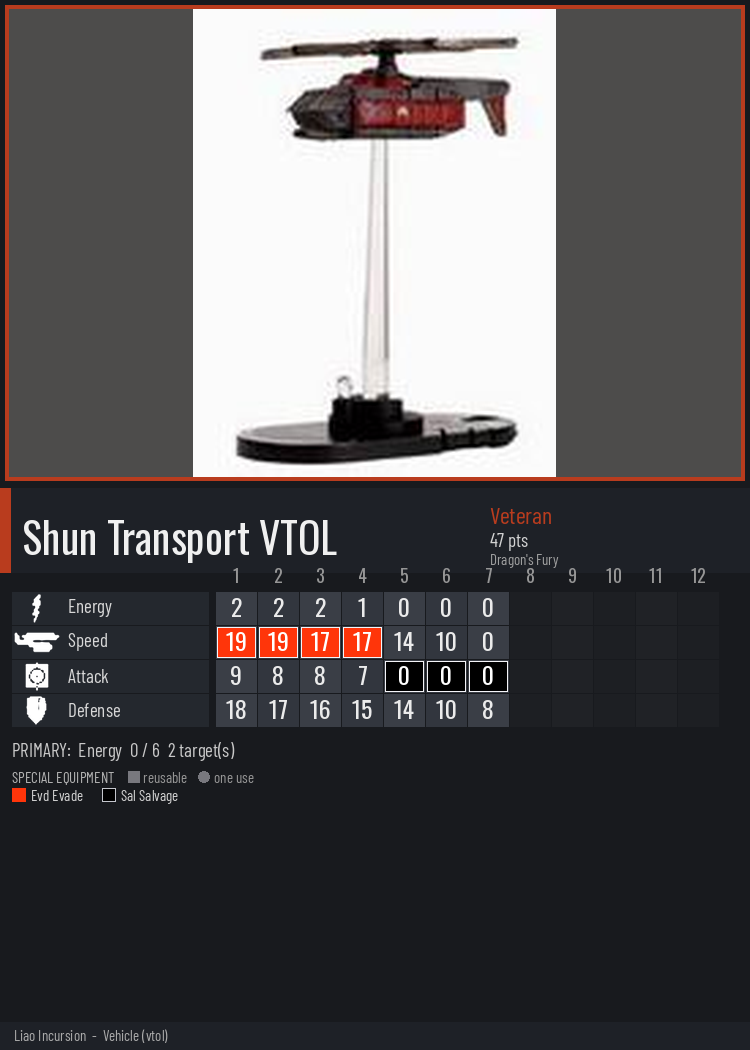 Shun Transport VTOL
Veteran
47 pts
Dragon's Fury
1 2 3 4 5 6 7 8 9 10 11 12
Energy 2 2 2 1 0 0 0
Speed 19 19 17 17 14 10 0
Attack 9 8 8 7 0 0 0
Defense 18 17 16 15 14 10 8
PRIMARY: Energy 0 / 6 2 target(s)
SPECIAL EQUIPMENT reusable one use
Evd Evade Sal Salvage
Liao Incursion - Vehicle (vtol)